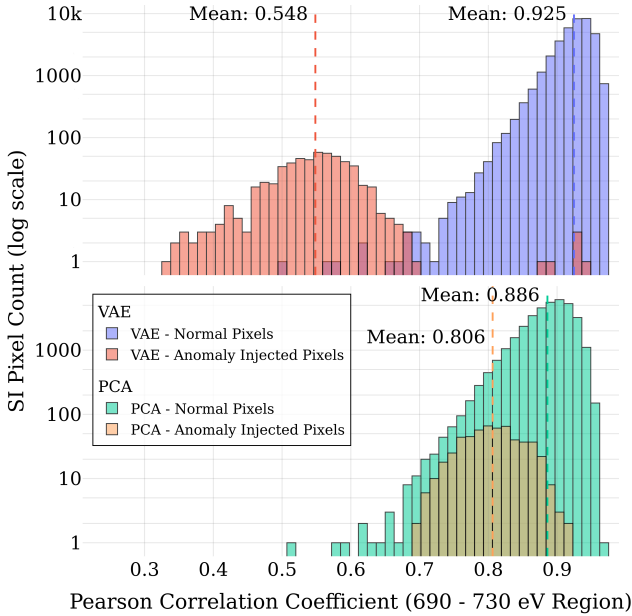 Mean: 0.548
Mean: 0.925
10k
1000
100
10
1
SI Pixel Count (log scale)
Mean: 0.886
Mean: 0.806
VAE
VAE - Normal Pixels
VAE - Anomaly Injected Pixels
PCA
PCA - Normal Pixels
PCA - Anomaly Injected Pixels
1000
100
10
1
0.3
0.4
0.5
0.6
0.7
0.8
0.9
Pearson Correlation Coefficient (690 - 730 eV Region)